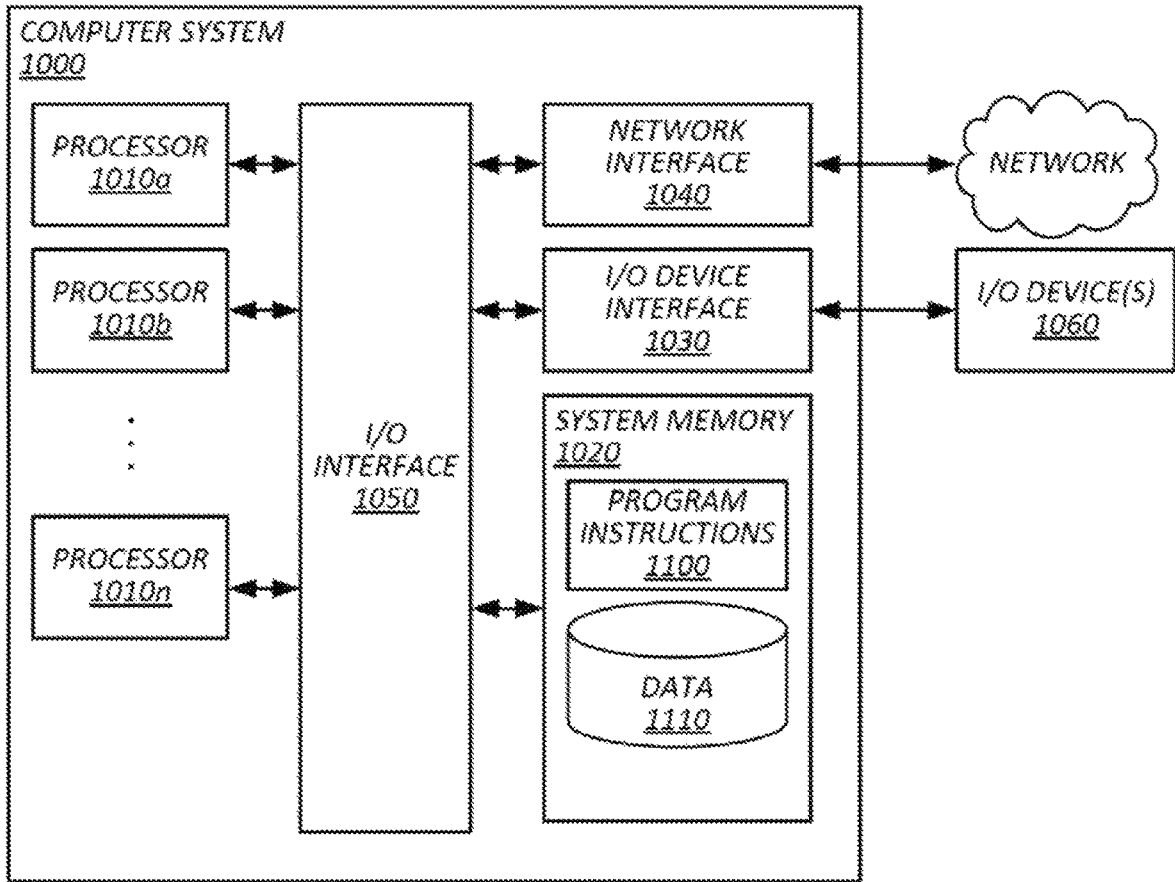 COMPUTER SYSTEM
1000
PROCESSOR
1010a
PROCESSOR
1010b
PROCESSOR
1010n
I/O
INTERFACE
1050
NETWORK
INTERFACE
1040
I/O DEVICE
INTERFACE
1030
SYSTEM MEMORY
1020
PROGRAM
INSTRUCTIONS
1100
DATA
1110
NETWORK
I/O DEVICE(S)
1060